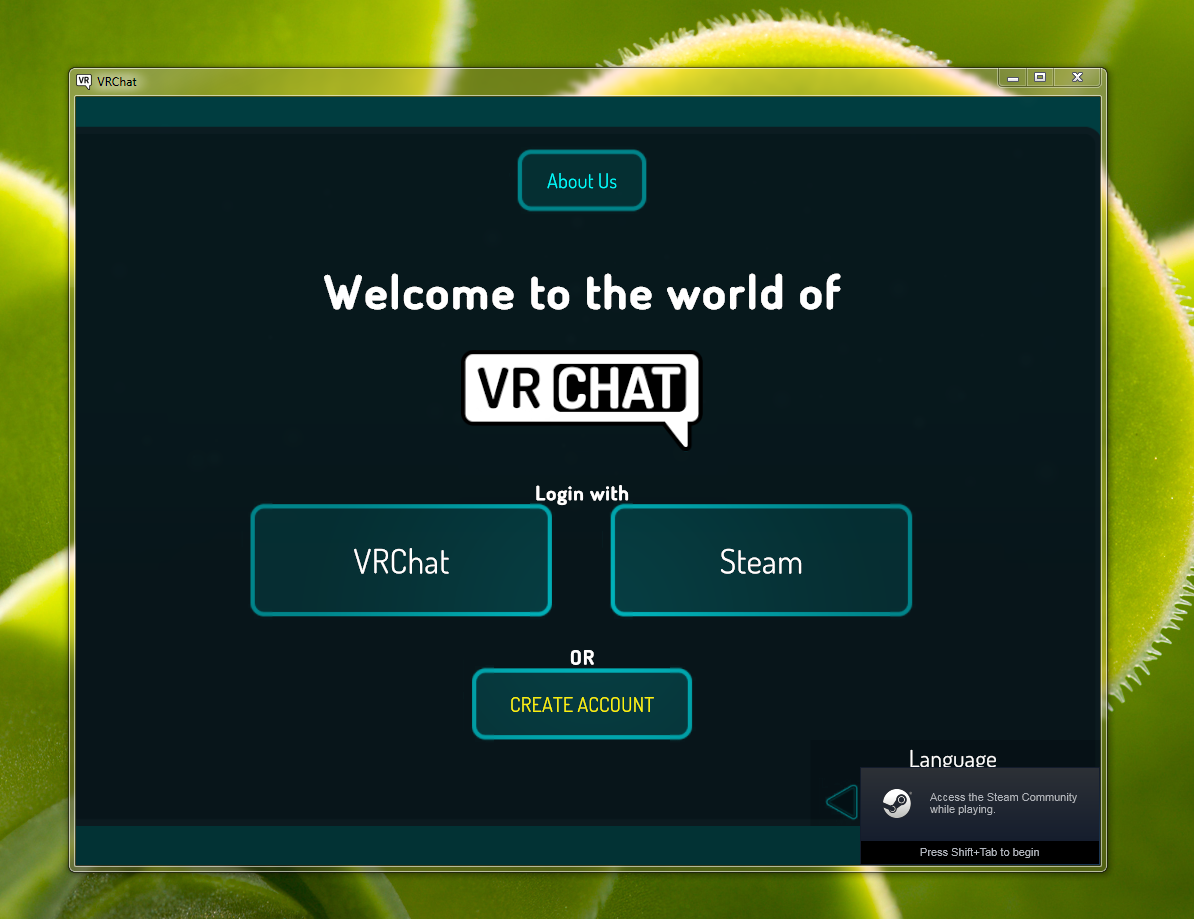 VR VRChat
About Us
Welcome to the world of
VR CHAT
Login with
VRChat
Steam
OR
CREATE ACCOUNT
Language
Access the Steam Community
while playing.
Press Shift+Tab to begin